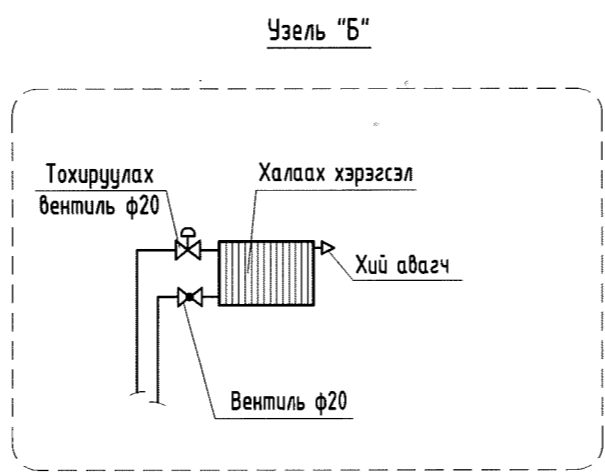 Узель "Б"
Тохируулах
вентиль ф20
Халаах хэрэгсэл
Хий авагч
Вентиль ф20